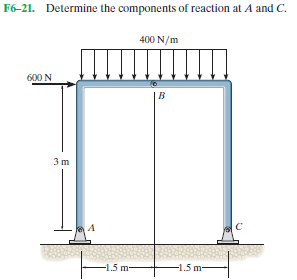 F6–21. Determine the components of reaction at A and C.
400 N/m
600 N
B
3 m
A
C
1.5 m
1.5 m